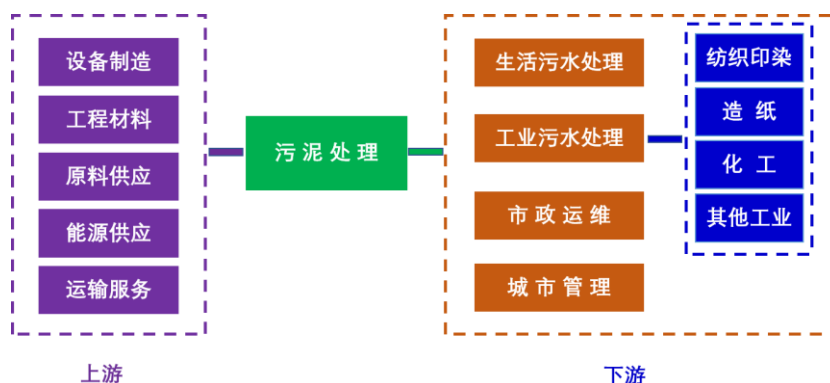 设备制造
工程材料
原料供应
能源供应
运输服务
上游
污泥处理
生活污水处理
工业污水处理
市政运维
城市管理
纺织印染
造纸
化工
其他工业
下游